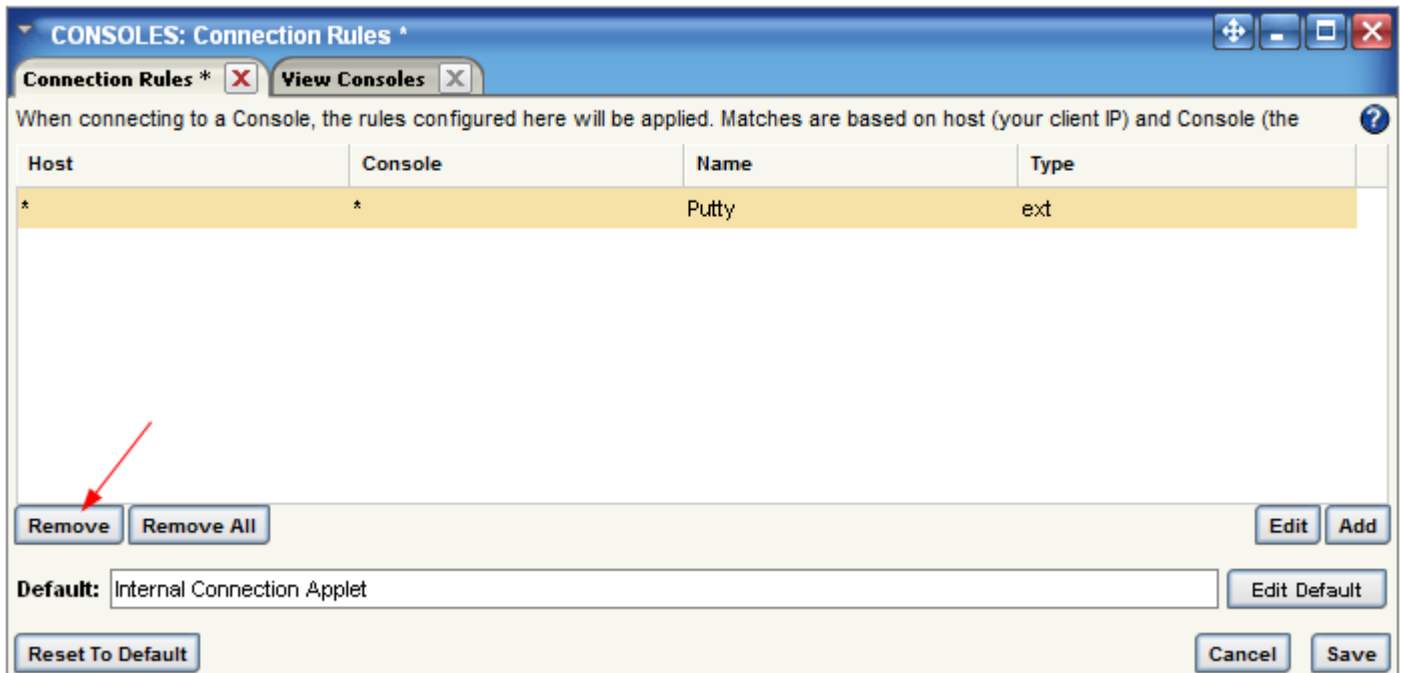 CONSOLES: Connection Rules *
Connection Rules * X View Consoles X
When connecting to a Console, the rules configured here will be applied. Matches are based on host (your client IP) and Console (the ?
Host Console Name Type
* * Putty ext
Remove Remove All Edit Add
Default: Internal Connection Applet Edit Default
Reset To Default Cancel Save